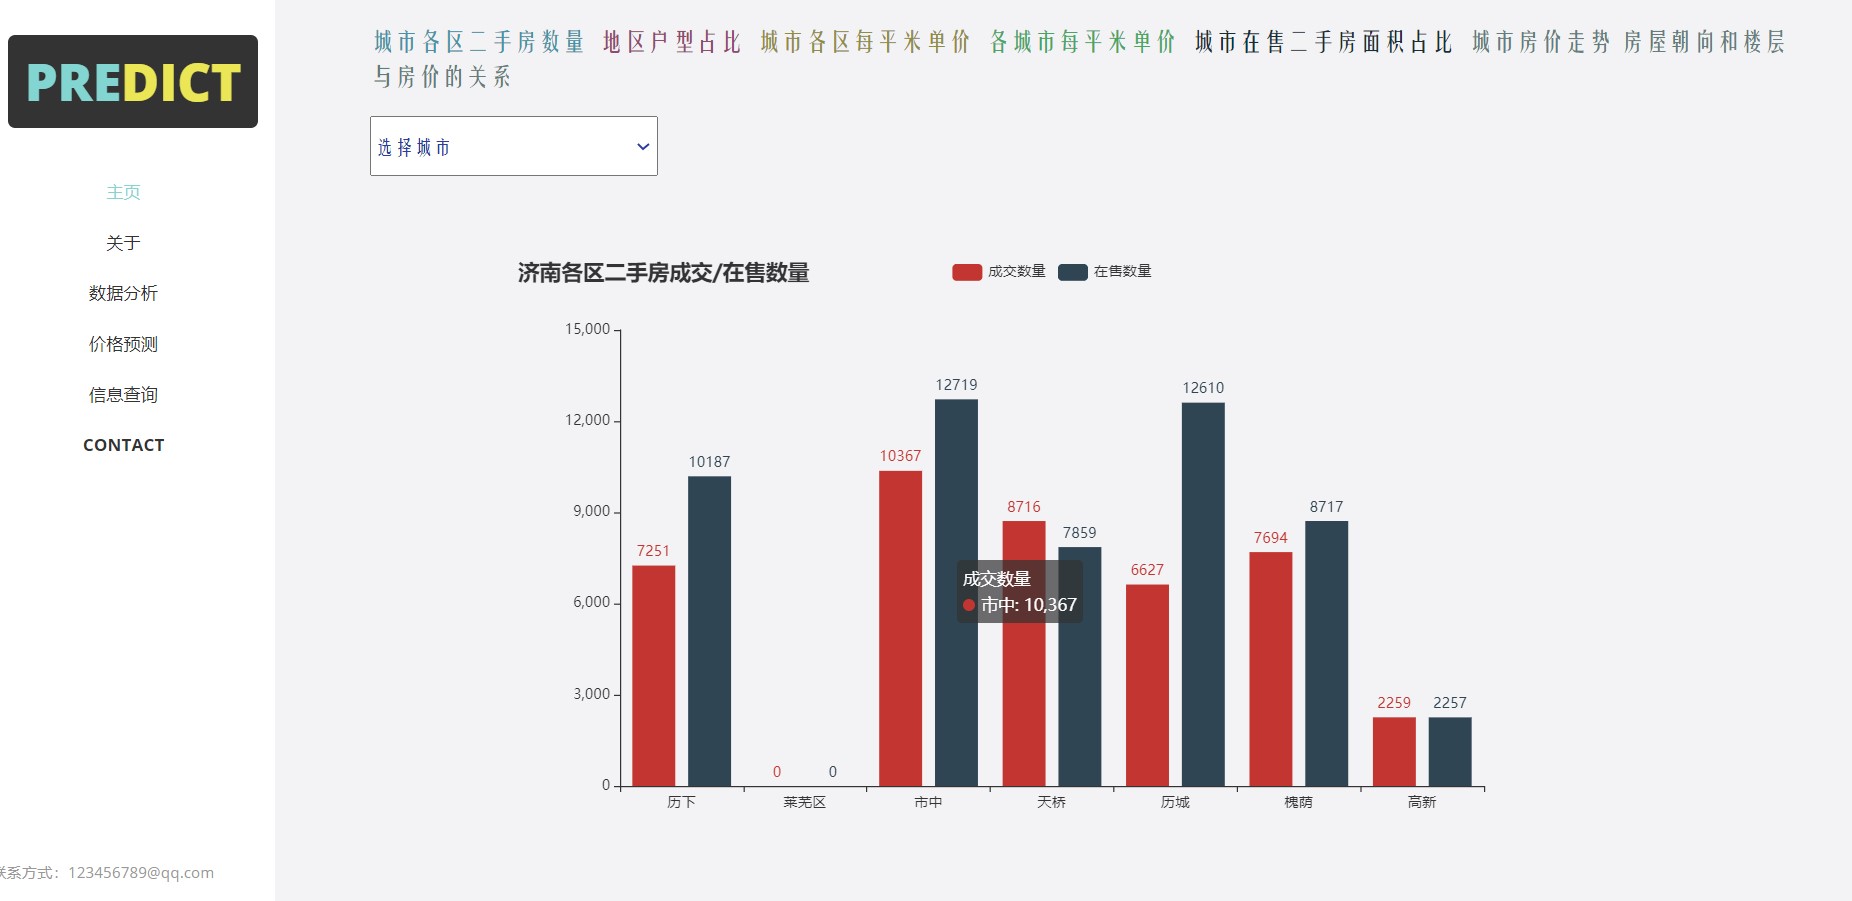 PREDICT
主页
关于
数据分析
价格预测
信息查询
CONTACT
联系方式：123456789@qq.com
城市各区二手房数量 地区户型占比 城市各区每平米单价 各城市每平米单价 城市在售二手房面积占比 城市房价走势 房屋朝向和楼层
与房价的关系
选择城市
济南各区二手房成交/在售数量
成交数量 在售数量
15,000
12,000
9,000
6,000
3,000
0
7251 10187
0 0
10367 12719
8716 7859
6627 12610
7694 8717
2259 2257
成交数量
市中: 10,367
历下 莱芜区 市中 天桥 历城 槐荫 高新